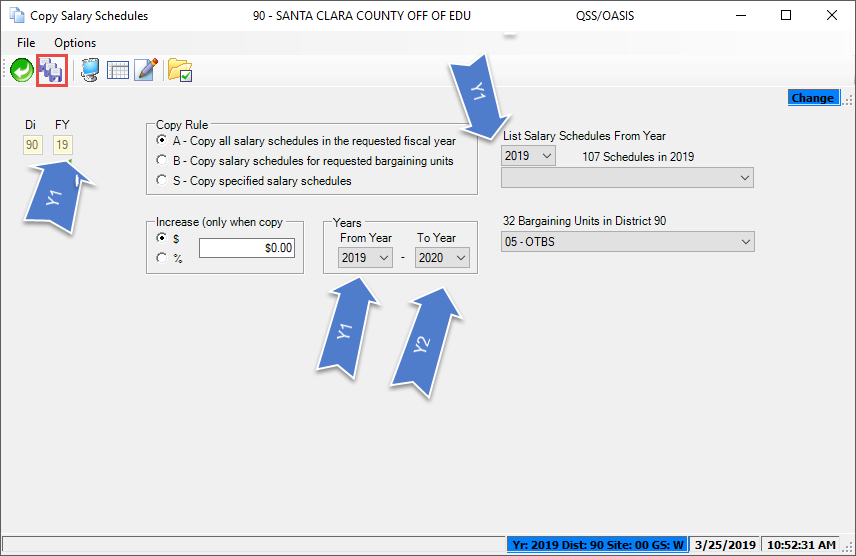 Copy Salary Schedules 90 - SANTA CLARA COUNTY OFF OF EDU QSS/OASIS
File Options
Change
Y1
Di FY
90 19
Y1
Copy Rule
A - Copy all salary schedules in the requested fiscal year
B - Copy salary schedules for requested bargaining units
S - Copy specified salary schedules
List Salary Schedules From Year
2019 107 Schedules in 2019
Increase (only when copy
$ $0.00
%
Years
From Year To Year
2019 - 2020
Y1 Y2
32 Bargaining Units in District 90
05 - OTBS
Yr: 2019 Dist: 90 Site: 00 GS: W 3/25/2019 10:52:31 AM